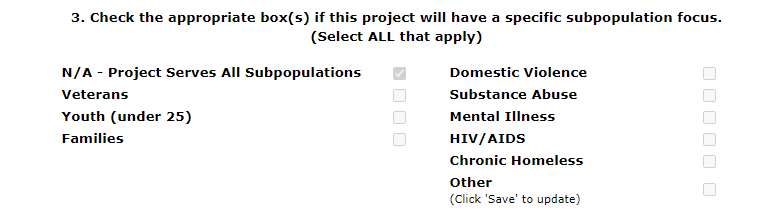 3. Check the appropriate box(s) if this project will have a specific subpopulation focus.
(Select ALL that apply)
N/A - Project Serves All Subpopulations
Veterans
Youth (under 25)
Families
Domestic Violence
Substance Abuse
Mental Illness
HIV/AIDS
Chronic Homeless
Other
(Click 'Save' to update)